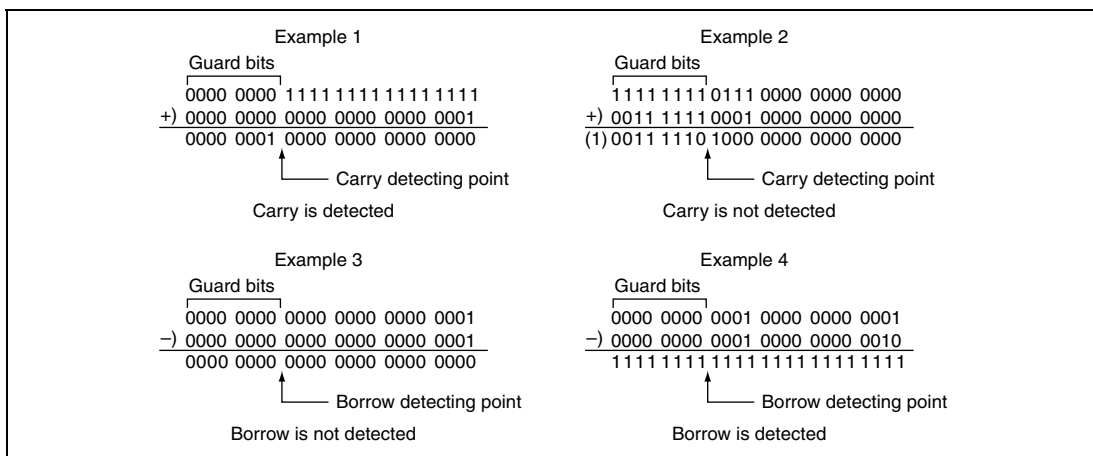 Example 1
Guard bits
0000 0000 1111 1111 1111 1111
+) 0000 0000 0000 0000 0000 0001
0000 0001 0000 0000 0000 0000
Carry detecting point
Carry is detected
Example 2
Guard bits
1111 1111 0111 0000 0000 0000
+) 0011 1111 0001 0000 0000 0000
(1) 0011 1110 1000 0000 0000 0000
Carry detecting point
Carry is not detected
Example 3
Guard bits
0000 0000 0000 0000 0000 0001
–) 0000 0000 0000 0000 0000 0001
0000 0000 0000 0000 0000 0000
Borrow detecting point
Borrow is not detected
Example 4
Guard bits
0000 0000 0001 0000 0000 0001
–) 0000 0000 0001 0000 0000 0010
1111 1111 1111 1111 1111 1111
Borrow detecting point
Borrow is detected